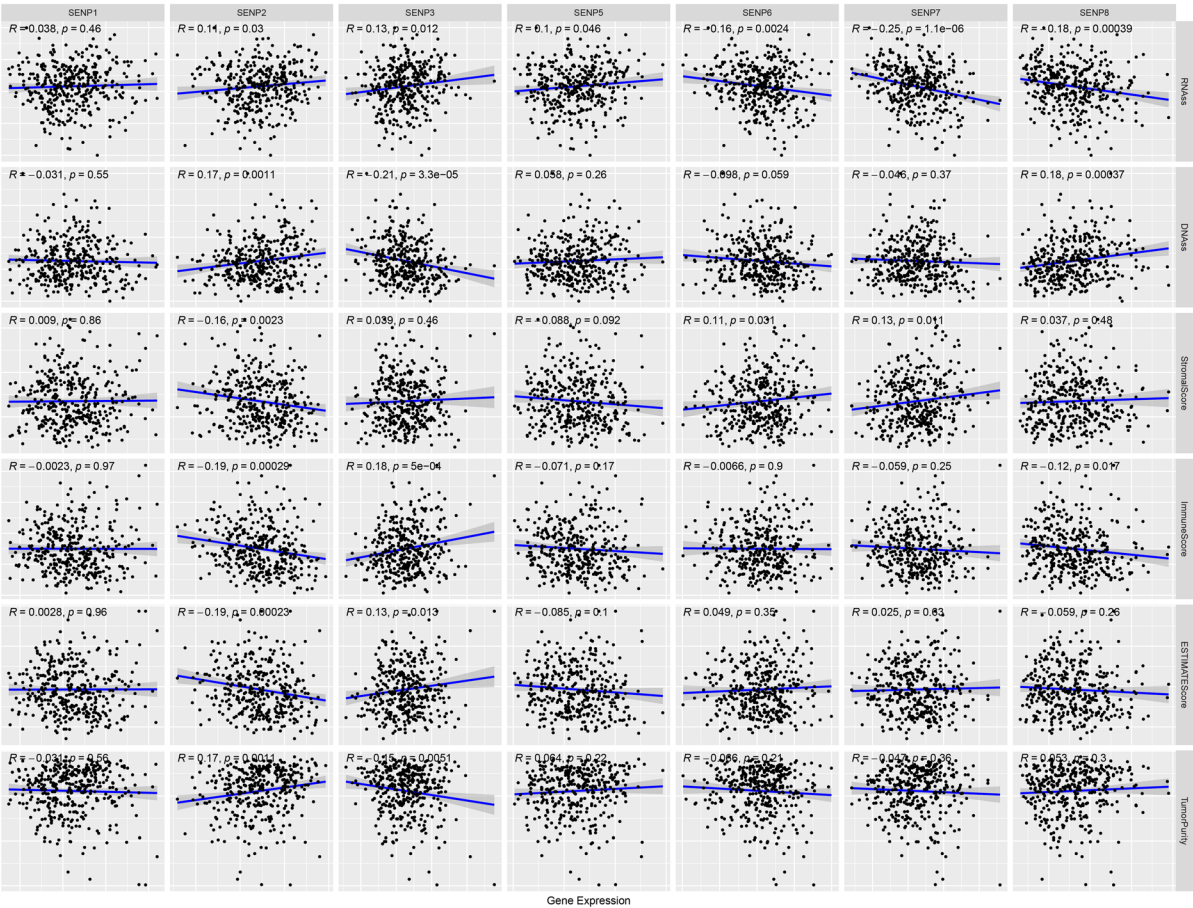 SENP1 SENP2 SENP3 SENP5 SENP6 SENP7 SENP8
R = 0.038, p = 0.46 R = 0.11, p = 0.03 R = 0.13, p = 0.012 R = 0.1, p = 0.046 R = −0.16, p = 0.0024 R = −0.25, p = 1.1e−06 R = −0.18, p = 0.00039
RNAss
R = −0.031, p = 0.55 R = 0.17, p = 0.0011 R = −0.21, p = 3.3e−05 R = 0.058, p = 0.26 R = −0.098, p = 0.059 R = −0.046, p = 0.37 R = 0.18, p = 0.00037
DNAss
R = 0.009, p = 0.86 R = −0.16, p = 0.0023 R = 0.039, p = 0.46 R = −0.088, p = 0.092 R = 0.11, p = 0.031 R = 0.13, p = 0.011 R = 0.037, p = 0.48
StromalScore
R = −0.0023, p = 0.97 R = −0.19, p = 0.00029 R = 0.18, p = 5e−04 R = −0.071, p = 0.17 R = −0.0066, p = 0.9 R = −0.059, p = 0.25 R = −0.12, p = 0.017
ImmuneScore
R = 0.0028, p = 0.96 R = −0.19, p = 0.00023 R = 0.13, p = 0.013 R = −0.085, p = 0.1 R = 0.049, p = 0.35 R = 0.025, p = 0.63 R = −0.059, p = 0.26
ESTIMATEScore
R = −0.031, p = 0.56 R = 0.17, p = 0.0011 R = −0.15, p = 0.0051 R = 0.064, p = 0.22 R = −0.066, p = 0.21 R = −0.047, p = 0.36 R = 0.053, p = 0.3
TumorPurity
Gene Expression